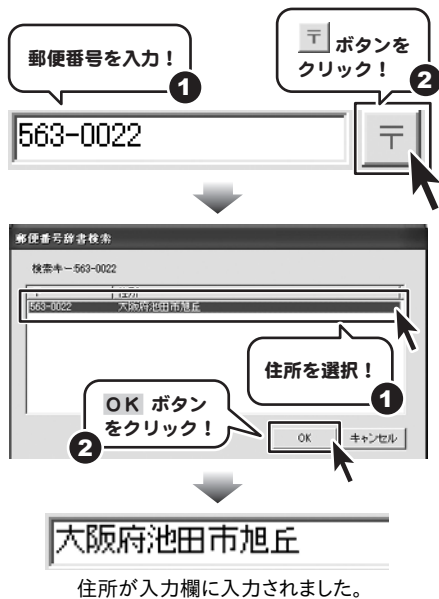 郵便番号を入力！
1
〒 ボタンを
クリック！
2
563-0022
〒
郵便番号辞書検索
検索キー:563-0022
住所
563-0022 大阪府池田市旭丘
住所を選択！
1
OK ボタン
をクリック！
2
OK キャンセル
大阪府池田市旭丘
住所が入力欄に入力されました。